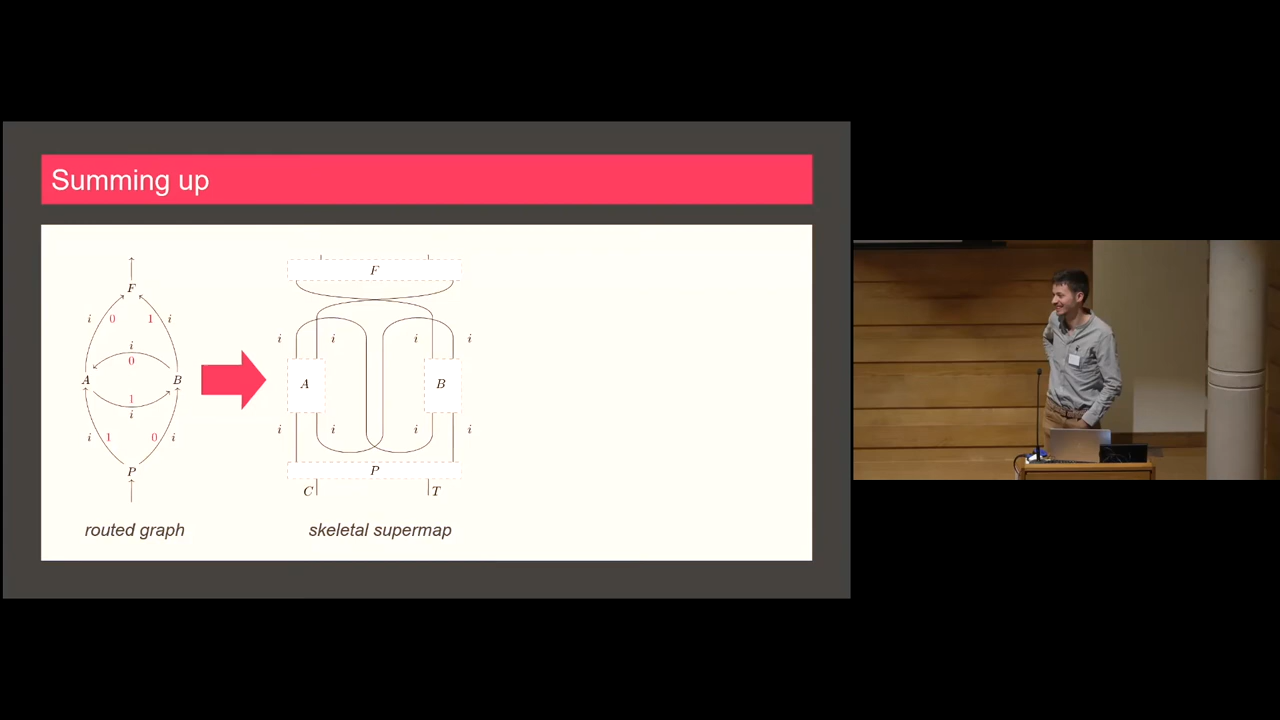 Summing up
F
i 0 1 i
i
0
A B
1
i
i 1 0 i
P
routed graph
F
i i i i
A B
i i i i
P
C T
skeletal supermap